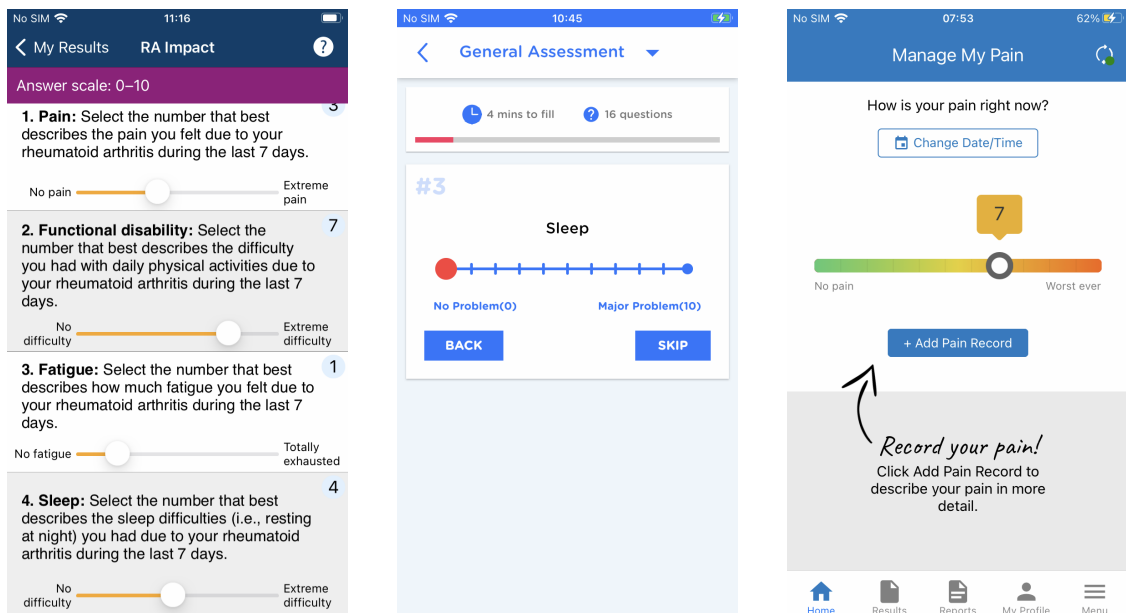 No SIM 11:16
My Results RA Impact ?
Answer scale: 0–10
3
1. Pain: Select the number that best
describes the pain you felt due to your
rheumatoid arthritis during the last 7 days.
No pain
Extreme
pain
7
2. Functional disability: Select the
number that best describes the difficulty
you had with daily physical activities due to
your rheumatoid arthritis during the last 7
days.
No
difficulty
Extreme
difficulty
1
3. Fatigue: Select the number that best
describes how much fatigue you felt due to
your rheumatoid arthritis during the last 7
days.
No fatigue
Totally
exhausted
4
4. Sleep: Select the number that best
describes the sleep difficulties (i.e., resting
at night) you had due to your rheumatoid
arthritis during the last 7 days.
No
difficulty
Extreme
difficulty
No SIM 10:45
General Assessment
4 mins to fill ? 16 questions
#3
Sleep
No Problem(0) Major Problem(10)
BACK SKIP
No SIM 07:53 62%
Manage My Pain
How is your pain right now?
Change Date/Time
7
No pain Worst ever
+ Add Pain Record
Record your pain!
Click Add Pain Record to
describe your pain in more
detail.
Home Results Reports My Profile Menu